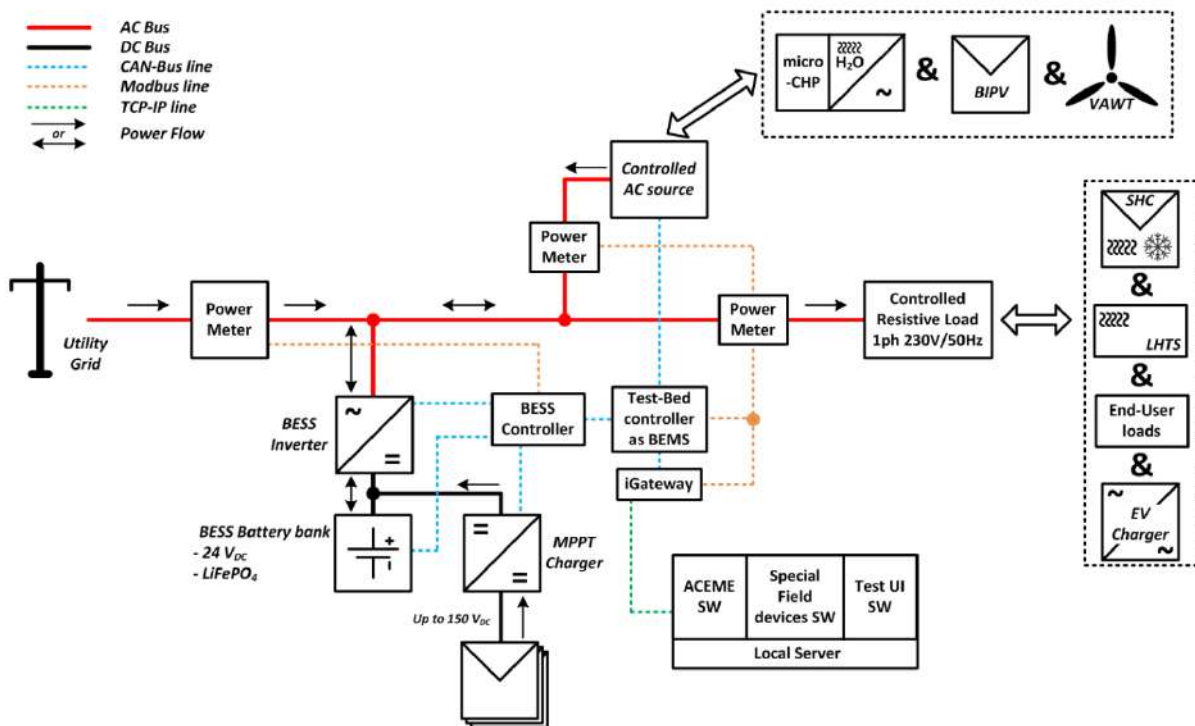 AC Bus
DC Bus
CAN-Bus line
Modbus line
TCP-IP line
or
Power Flow
micro
-CHP
H₂O
~
&
BIPV
&
VAWT
Controlled
AC source
Power
Meter
SHC
&
LHTS
&
End-User
loads
&
~
EV
Charger
~
Utility
Grid
Power
Meter
Power
Meter
Controlled
Resistive Load
1ph 230V/50Hz
BESS
Inverter
~
=
BESS
Controller
Test-Bed
controller
as BEMS
iGateway
BESS Battery bank
- 24 V_DC
- LiFePO₄
+
-
=
=
MPPT
Charger
Up to 150 V_DC
ACEME
SW
Special
Field
devices SW
Test UI
SW
Local Server